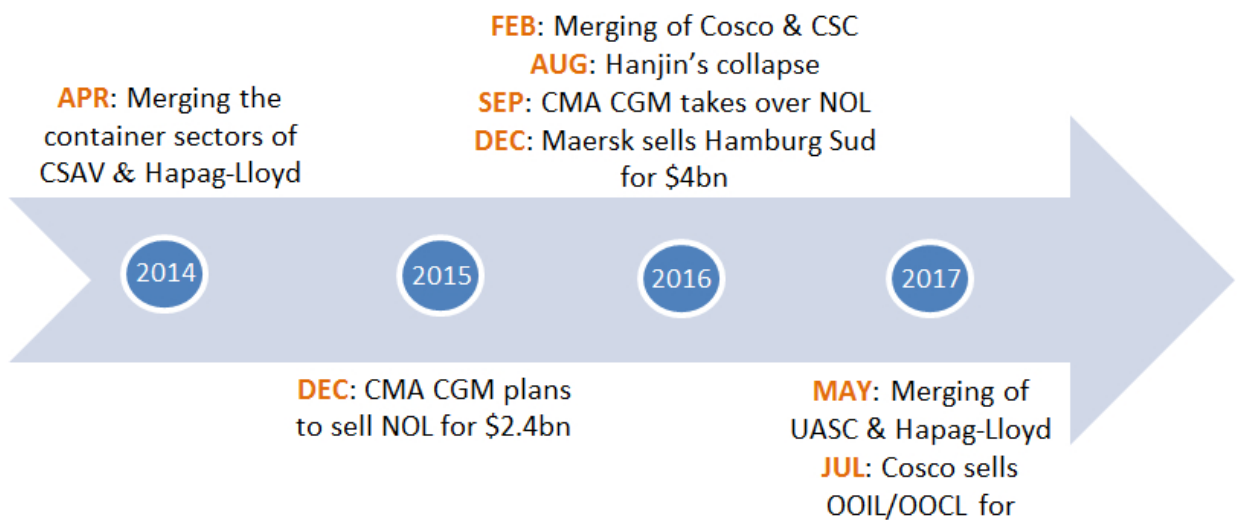 APR: Merging the
container sectors of
CSAV & Hapag-Lloyd
FEB: Merging of Cosco & CSC
AUG: Hanjin’s collapse
SEP: CMA CGM takes over NOL
DEC: Maersk sells Hamburg Sud
for $4bn
2014
2015
2016
2017
DEC: CMA CGM plans
to sell NOL for $2.4bn
MAY: Merging of
UASC & Hapag-Lloyd
JUL: Cosco sells
OOIL/OOCL for